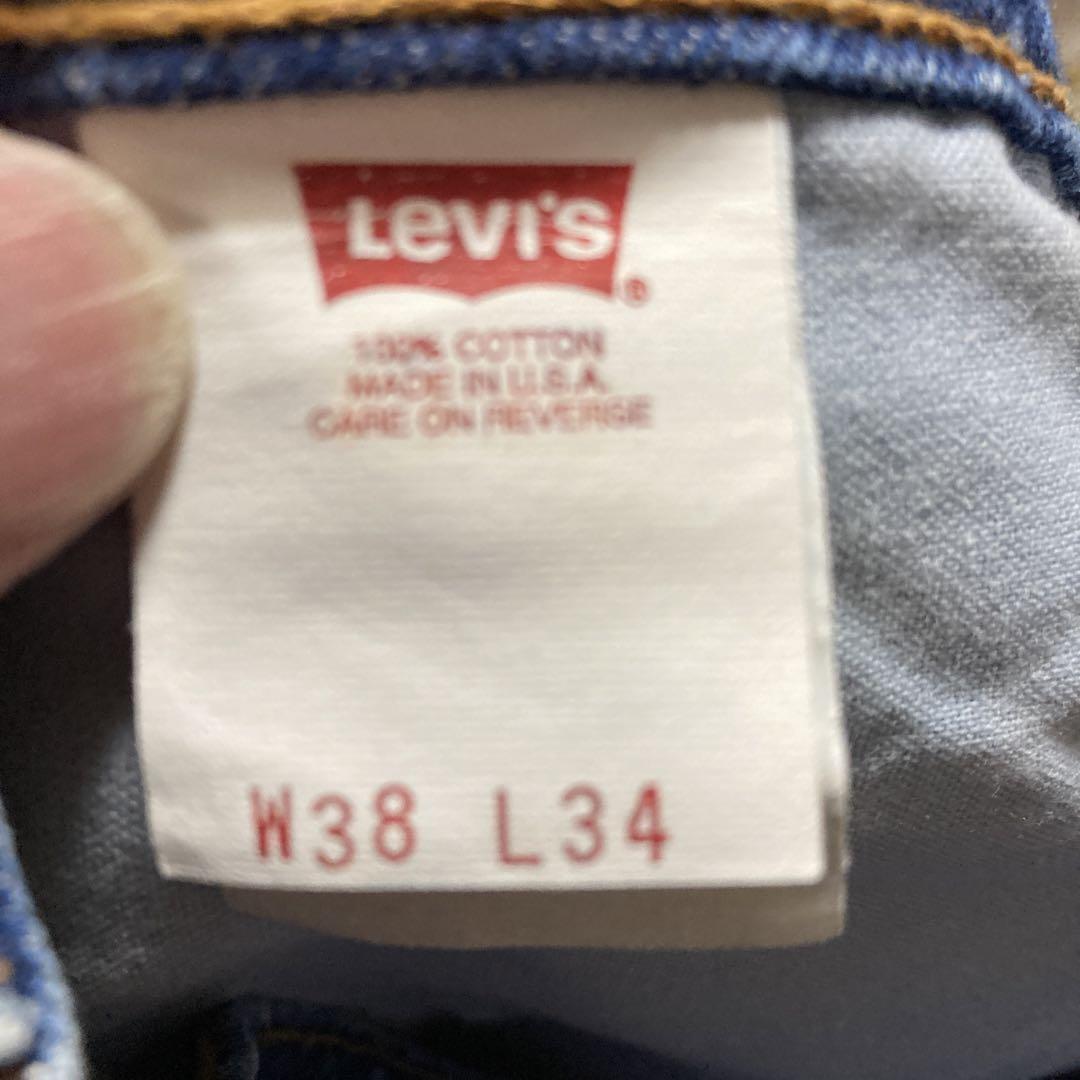 LEVI'S ®
100% COTTON
MADE IN U.S.A.
CARE ON REVERSE
W38 L34